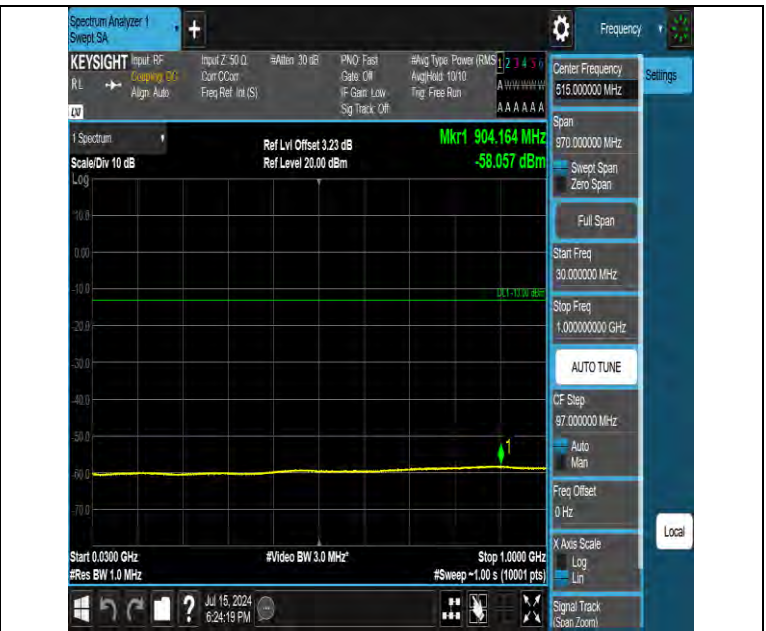 Spectrum Analyzer 1
Swept SA
+
Frequency
KEYSIGHT
RL
Input: RF
Coupling: DC
Align: Auto
Input Z: 50 Ω
Corr CCorr
Freq Ref: Int (S)
#Atten: 30 dB
PNO: Fast
Gate: Off
IF Gain: Low
Sig Track: Off
#Avg Type: Power (RMS
Avg|Hold: 10/10
Trig: Free Run
1 2 3 4 5 6
A W W W W W
A A A A A A
LXI
1 Spectrum
Scale/Div 10 dB
Log
Ref Lvl Offset 3.23 dB
Ref Level 20.00 dBm
Mkr1 904.164 MHz
-58.057 dBm
10.0
0.00
-10.0
DL1 -13.00 dBm
-20.0
-30.0
-40.0
-50.0
1
-60.0
-70.0
Start 0.0300 GHz
#Res BW 1.0 MHz
#Video BW 3.0 MHz*
Stop 1.0000 GHz
#Sweep ~1.00 s (10001 pts)
?
Jul 15, 2024
6:24:19 PM
Center Frequency
515.000000 MHz
Settings
Span
970.000000 MHz
Swept Span
Zero Span
Full Span
Start Freq
30.000000 MHz
Stop Freq
1.000000000 GHz
AUTO TUNE
CF Step
97.000000 MHz
Auto
Man
Freq Offset
0 Hz
X Axis Scale
Log
Lin
Local
Signal Track
(Span Zoom)